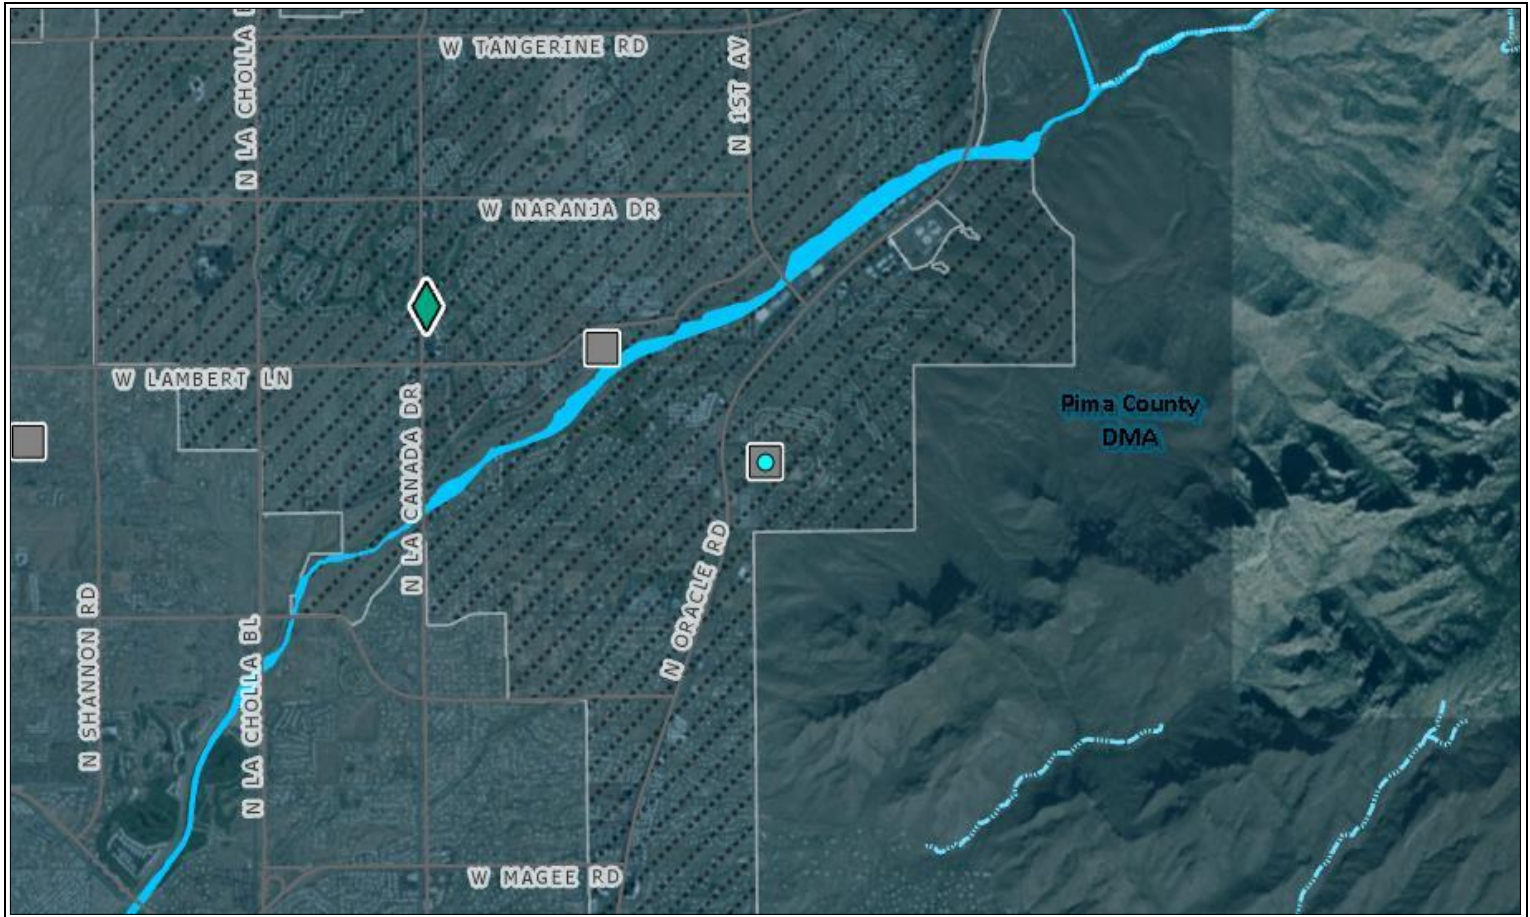 W TANGERINE RD
N LA CHOLLA B
N 1ST AV
W NARANJA DR
W LAMBERT LN
N LA CANADA DR
Pima County
DMA
N ORACLE RD
N SHANNON RD
N LA CHOLLA BL
W MAGEE RD